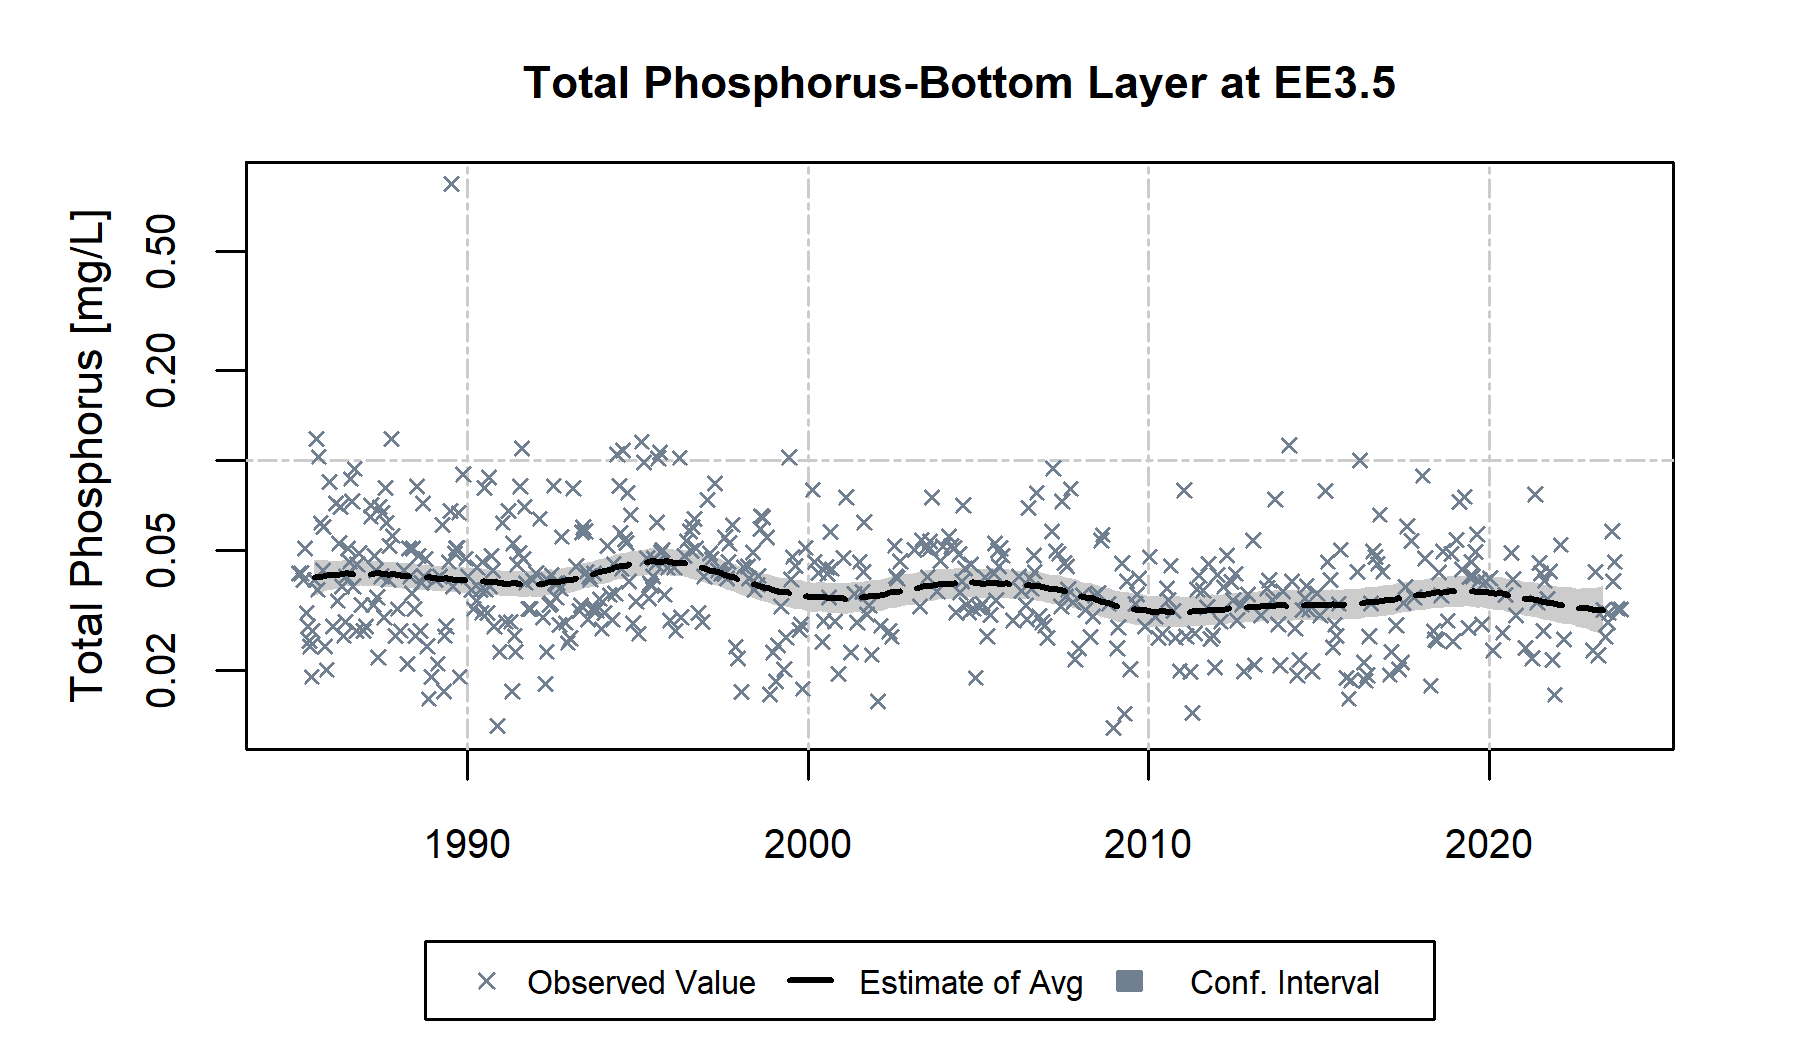 Total Phosphorus-Bottom Layer at EE3.5
Total Phosphorus [mg/L]
0.50
0.20
0.05
0.02
1990 2000 2010 2020
Observed Value Estimate of Avg Conf. Interval